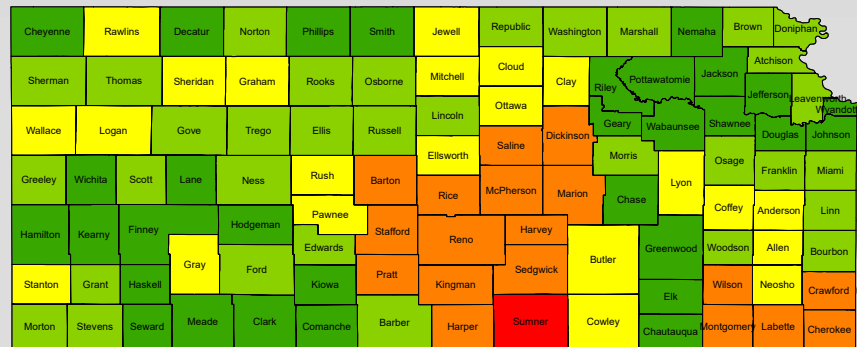 Cheyenne Rawlins Decatur Norton Phillips Smith Jewell Republic Washington Marshall Nemaha Brown Doniphan
Sherman Thomas Sheridan Graham Rooks Osborne Mitchell Cloud Clay Riley Pottawatomie Jackson Atchison
Jefferson Leavenworth Wyandott
Wallace Logan Gove Trego Ellis Russell Lincoln Ottawa Dickinson Geary Wabaunsee Shawnee Douglas Johnson
Ellsworth Saline Morris Osage Franklin Miami
Greeley Wichita Scott Lane Ness Rush Barton Rice McPherson Marion Chase Lyon
Coffey Anderson Linn
Hamilton Kearny Finney Hodgeman Pawnee Stafford Reno Harvey Butler Greenwood Woodson Allen Bourbon
Edwards
Stanton Grant Haskell Gray Ford Kiowa Pratt Kingman Sedgwick Elk Wilson Neosho Crawford
Morton Stevens Seward Meade Clark Comanche Barber Harper Sumner Cowley Chautauqua Montgomery Labette Cherokee